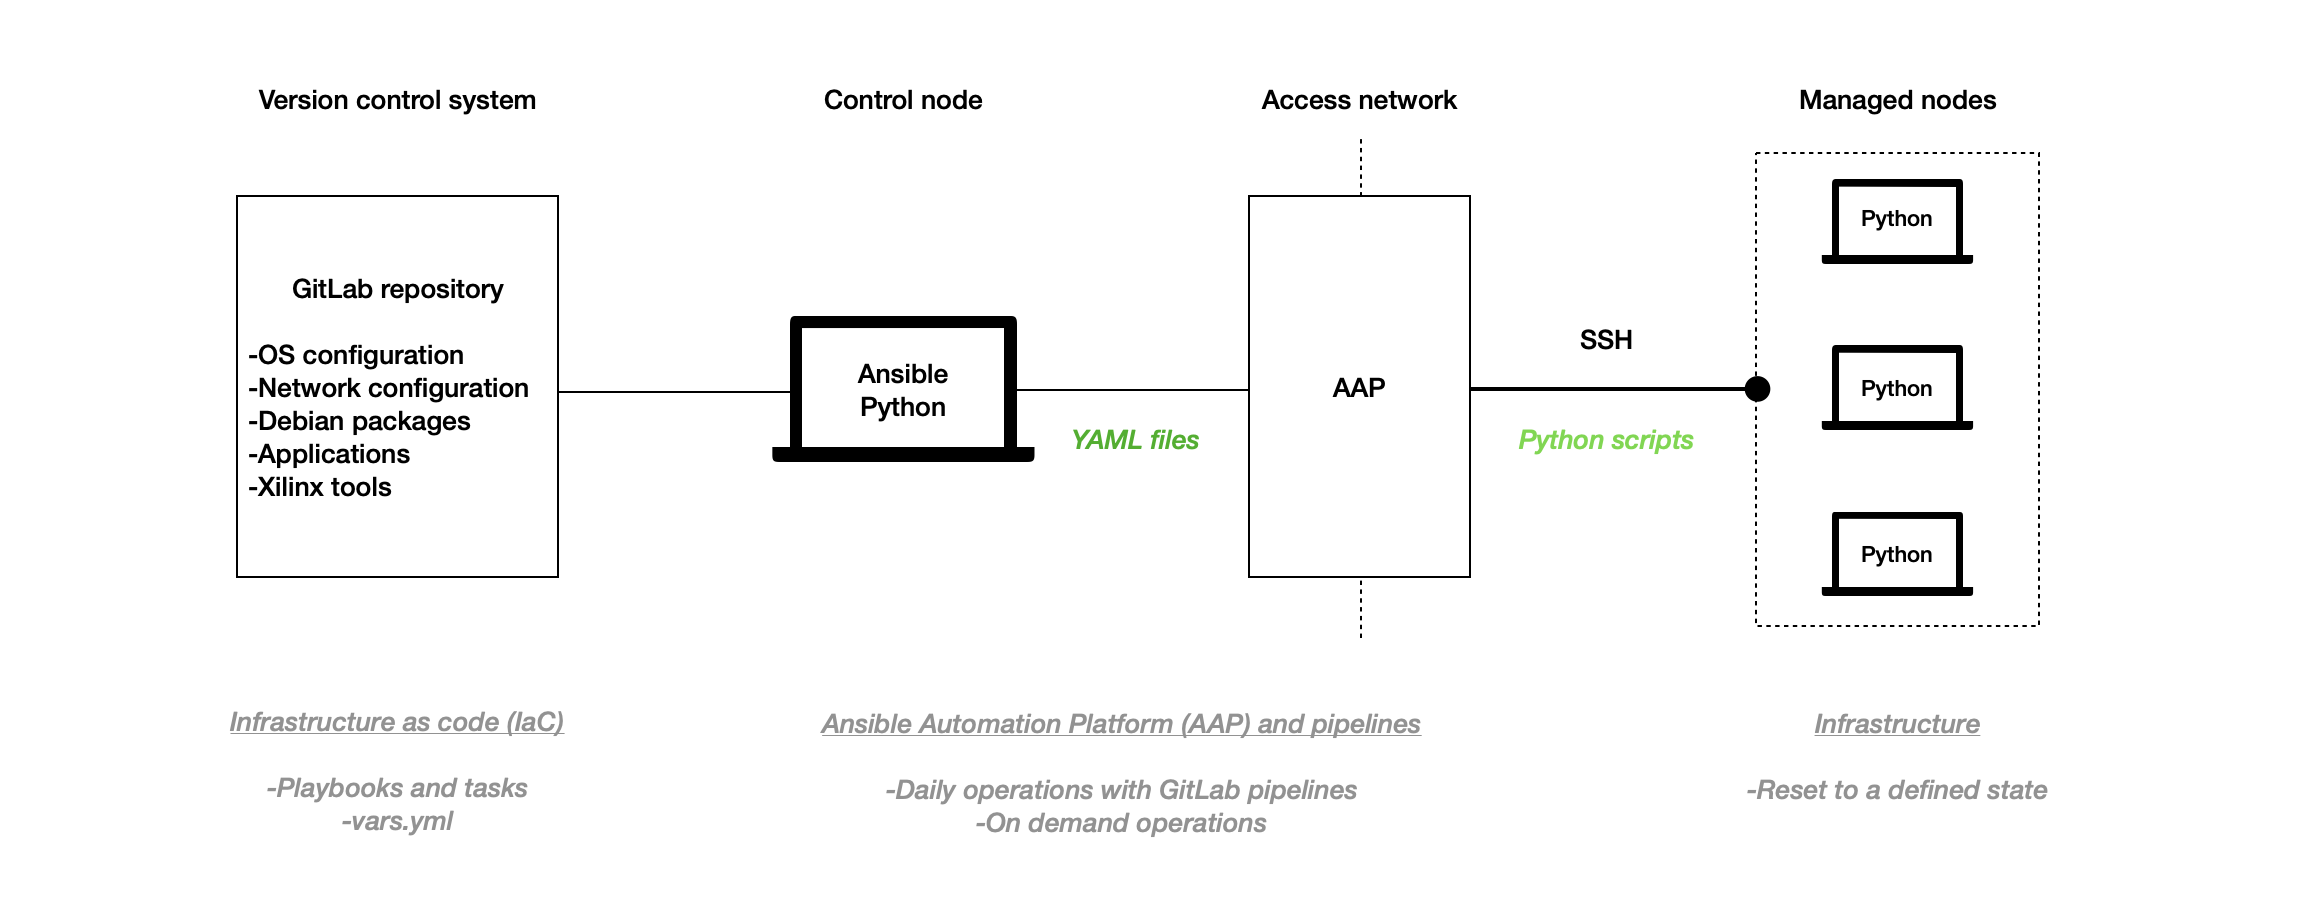 Version control system
Control node
Access network
Managed nodes
GitLab repository
-OS configuration
-Network configuration
-Debian packages
-Applications
-Xilinx tools
Ansible
Python
YAML files
AAP
SSH
Python scripts
Python
Python
Python
Infrastructure as code (IaC)
-Playbooks and tasks
-vars.yml
Ansible Automation Platform (AAP) and pipelines
-Daily operations with GitLab pipelines
-On demand operations
Infrastructure
-Reset to a defined state